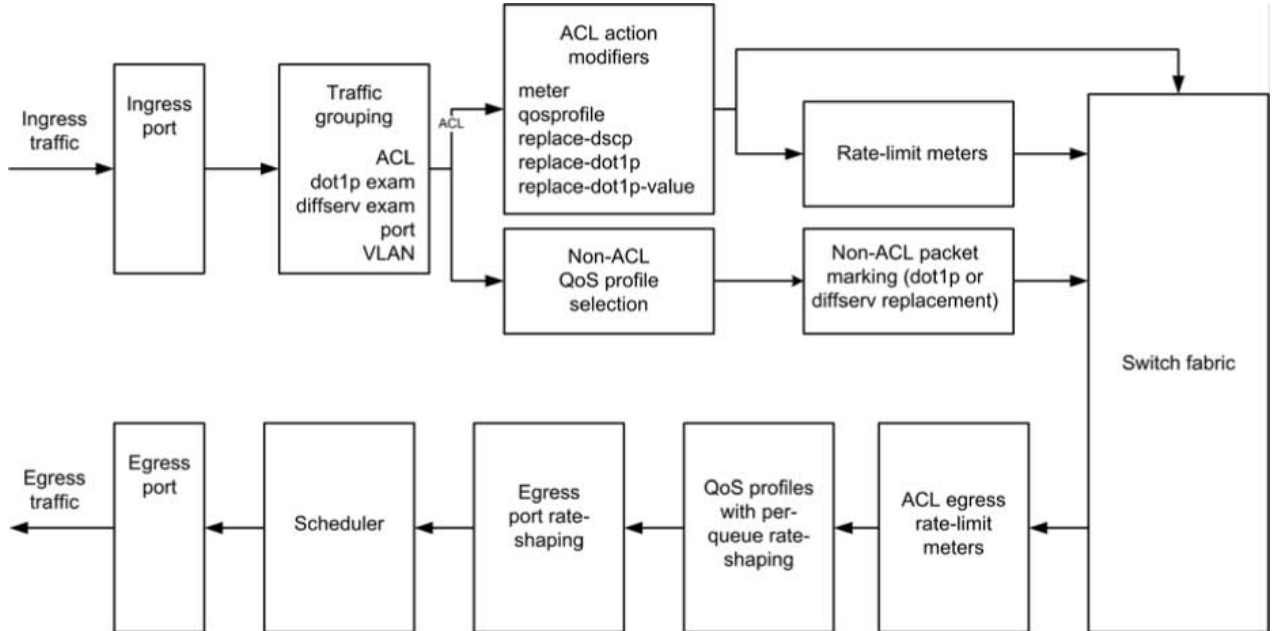 Ingress
traffic
Ingress
port
Traffic
grouping
ACL
dot1p exam
diffserv exam
port
VLAN
ACL
ACL action
modifiers
meter
qosprofile
replace-dscp
replace-dot1p
replace-dot1p-value
Rate-limit meters
Non-ACL
QoS profile
selection
Non-ACL packet
marking (dot1p or
diffserv replacement)
Switch fabric
Egress
traffic
Egress
port
Scheduler
Egress
port rate-
shaping
QoS profiles
with per-
queue rate-
shaping
ACL egress
rate-limit
meters